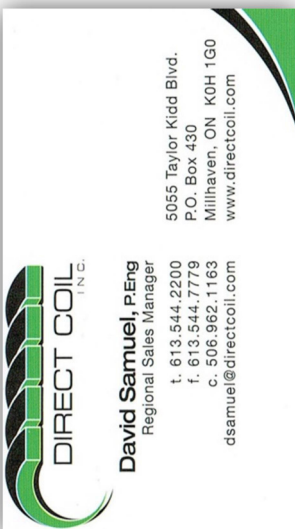 DIRECT COIL
INC.
David Samuel, P.Eng
Regional Sales Manager
t. 613.544.2200
f. 613.544.7779
c. 506.962.1163
dsamuel@directcoil.com
5055 Taylor Kidd Blvd.
P.O. Box 430
Millhaven, ON K0H 1G0
www.directcoil.com